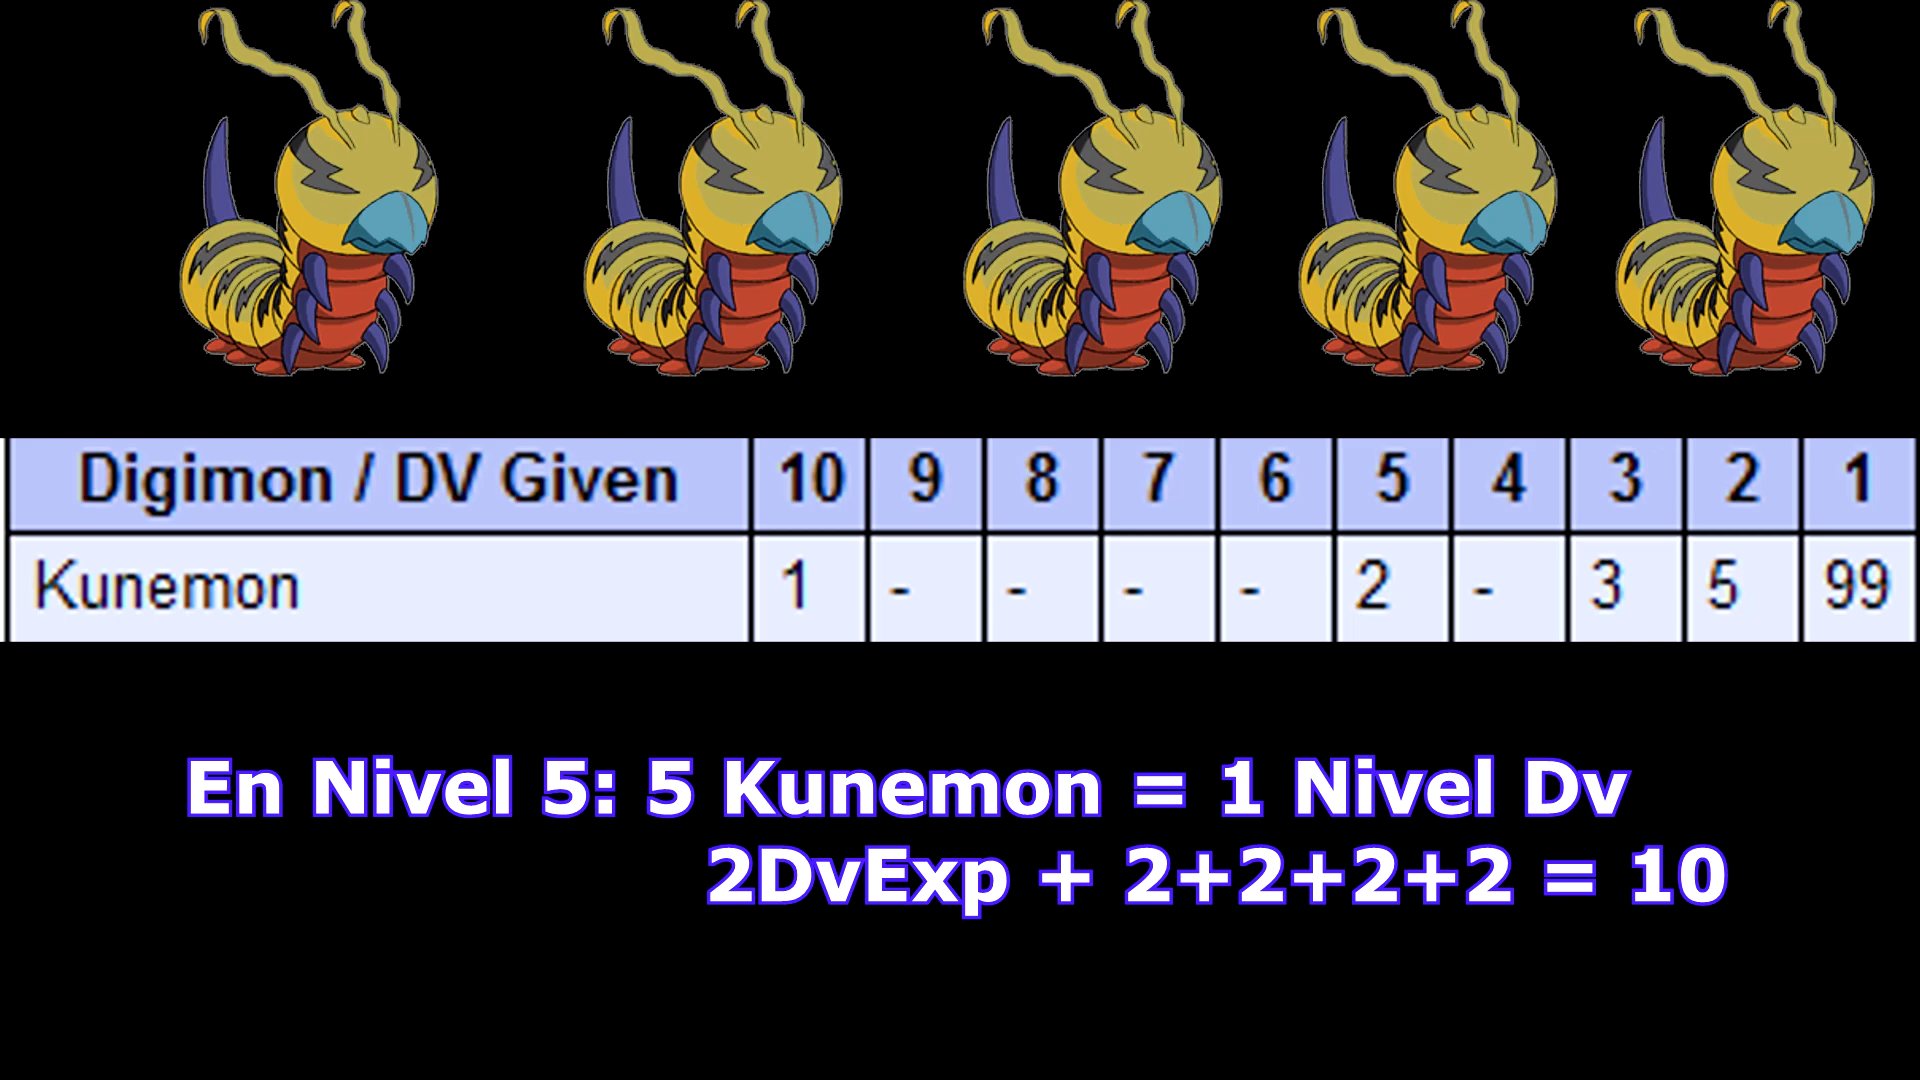 Digimon / DV Given 10 9 8 7 6 5 4 3 2 1
Kunemon 1 - - - - 2 - 3 5 99
En Nivel 5: 5 Kunemon = 1 Nivel Dv
2DvExp + 2+2+2+2 = 10